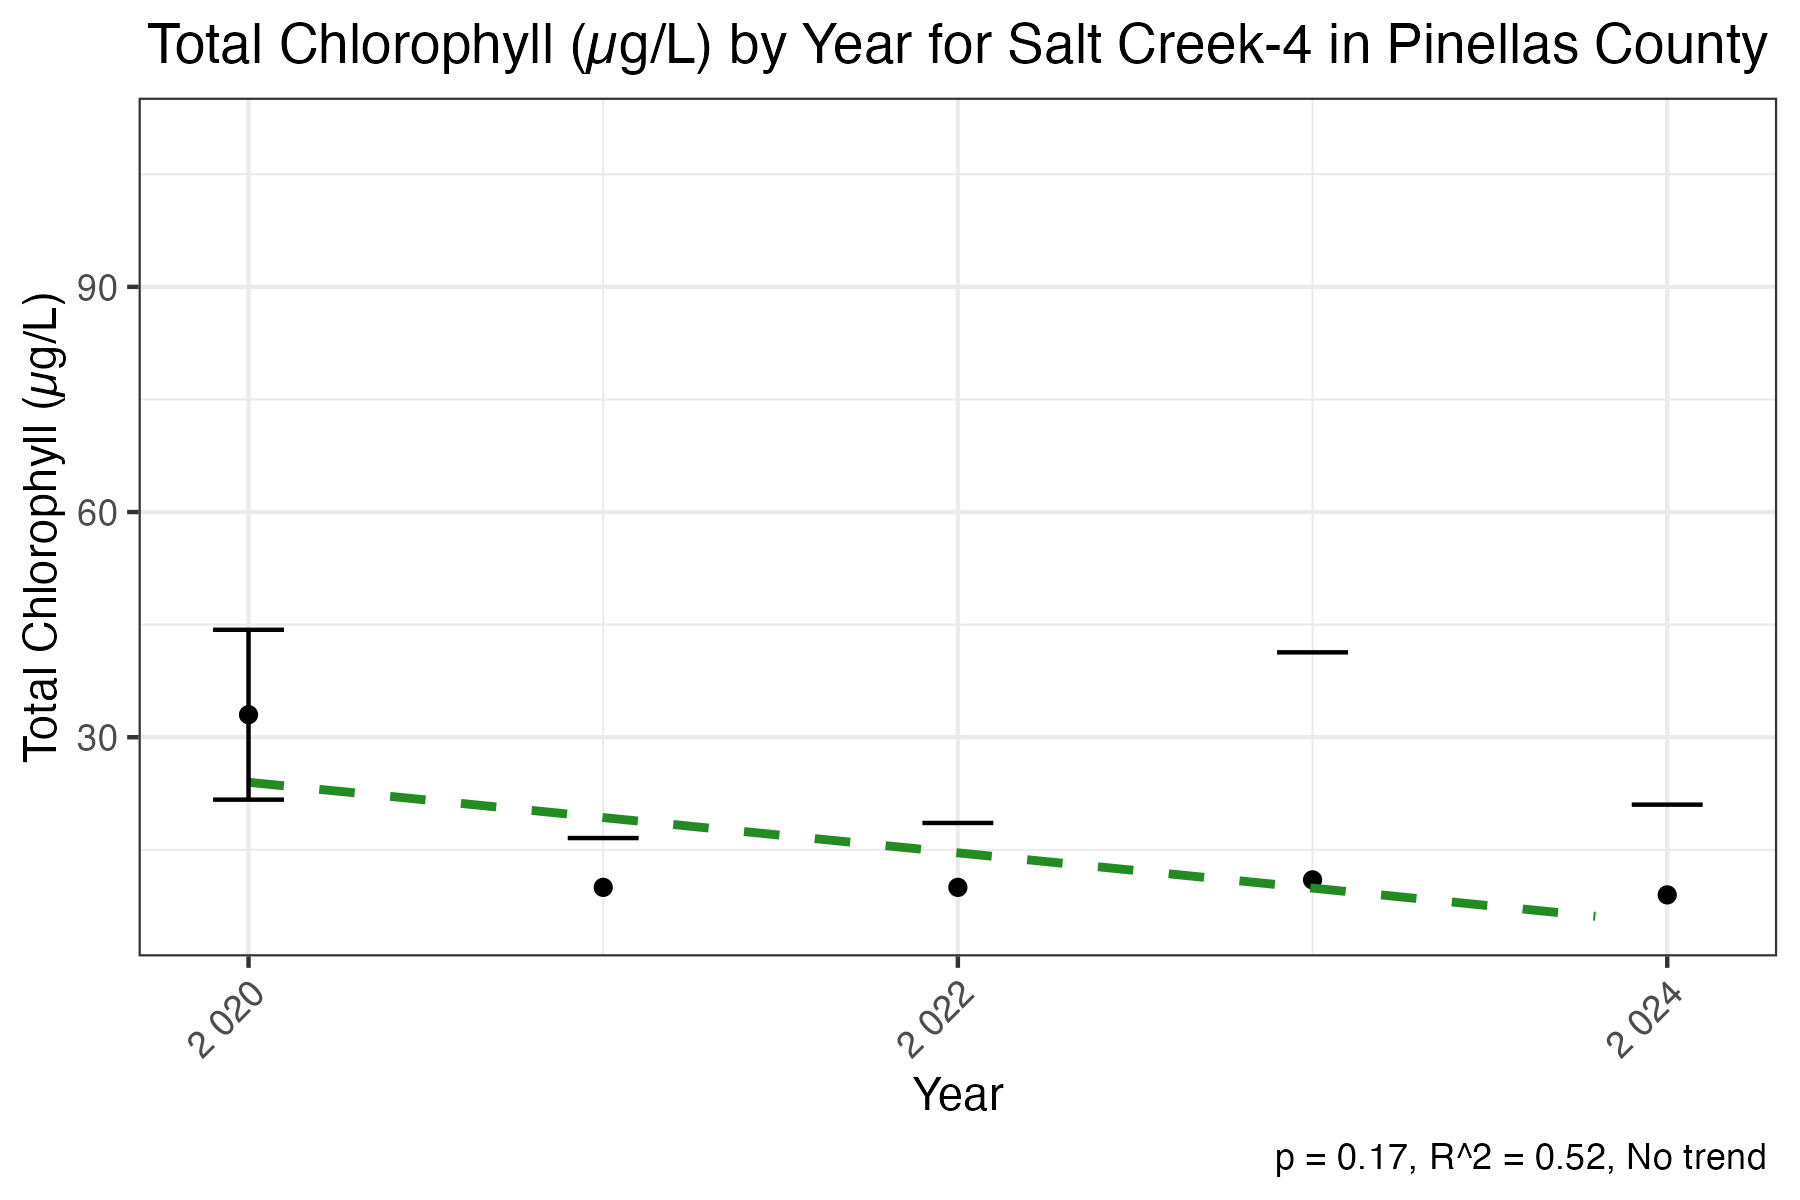 Total Chlorophyll (µg/L) by Year for Salt Creek-4 in Pinellas County
Total Chlorophyll (µg/L)
90
60
30
2 020
2 022
2 024
Year
p = 0.17, R^2 = 0.52, No trend